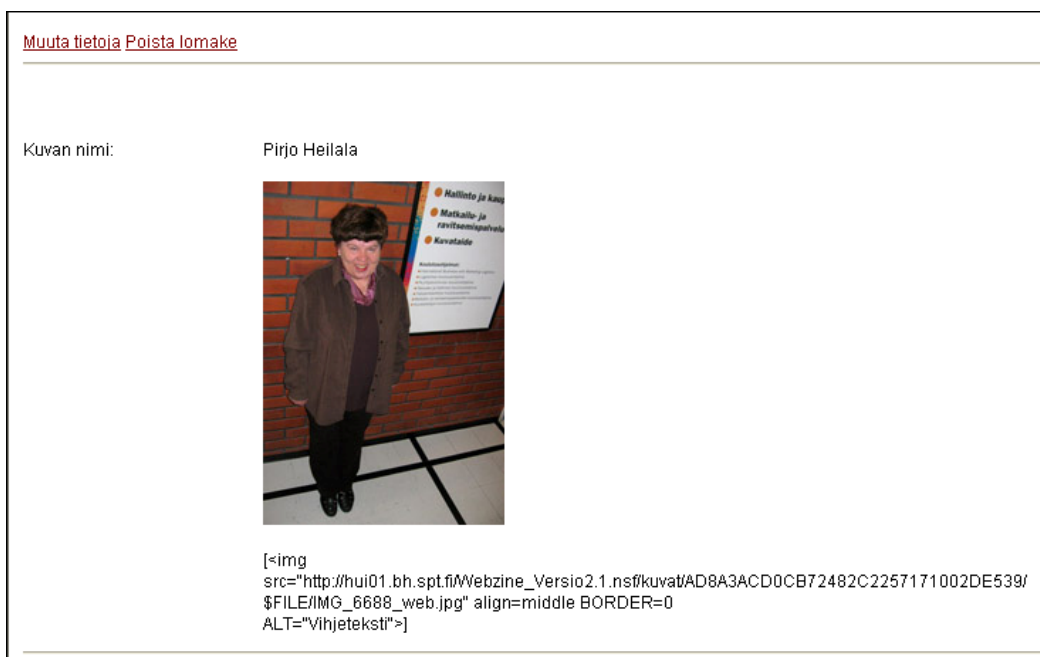 Muuta tietoja Poista lomake
Kuvan nimi: Pirjo Heilala
Hallinto ja kaup
Matkailu- ja
ravitsemispalvelu
Kuvataide
[<img
src="http://hui01.bh.spt.fi/Webzine_Versio2.1.nsf/kuvat/AD8A3ACD0CB72482C2257171002DE539/
$FILE/IMG_6688_web.jpg" align=middle BORDER=0
ALT="Vihjeteksti">]